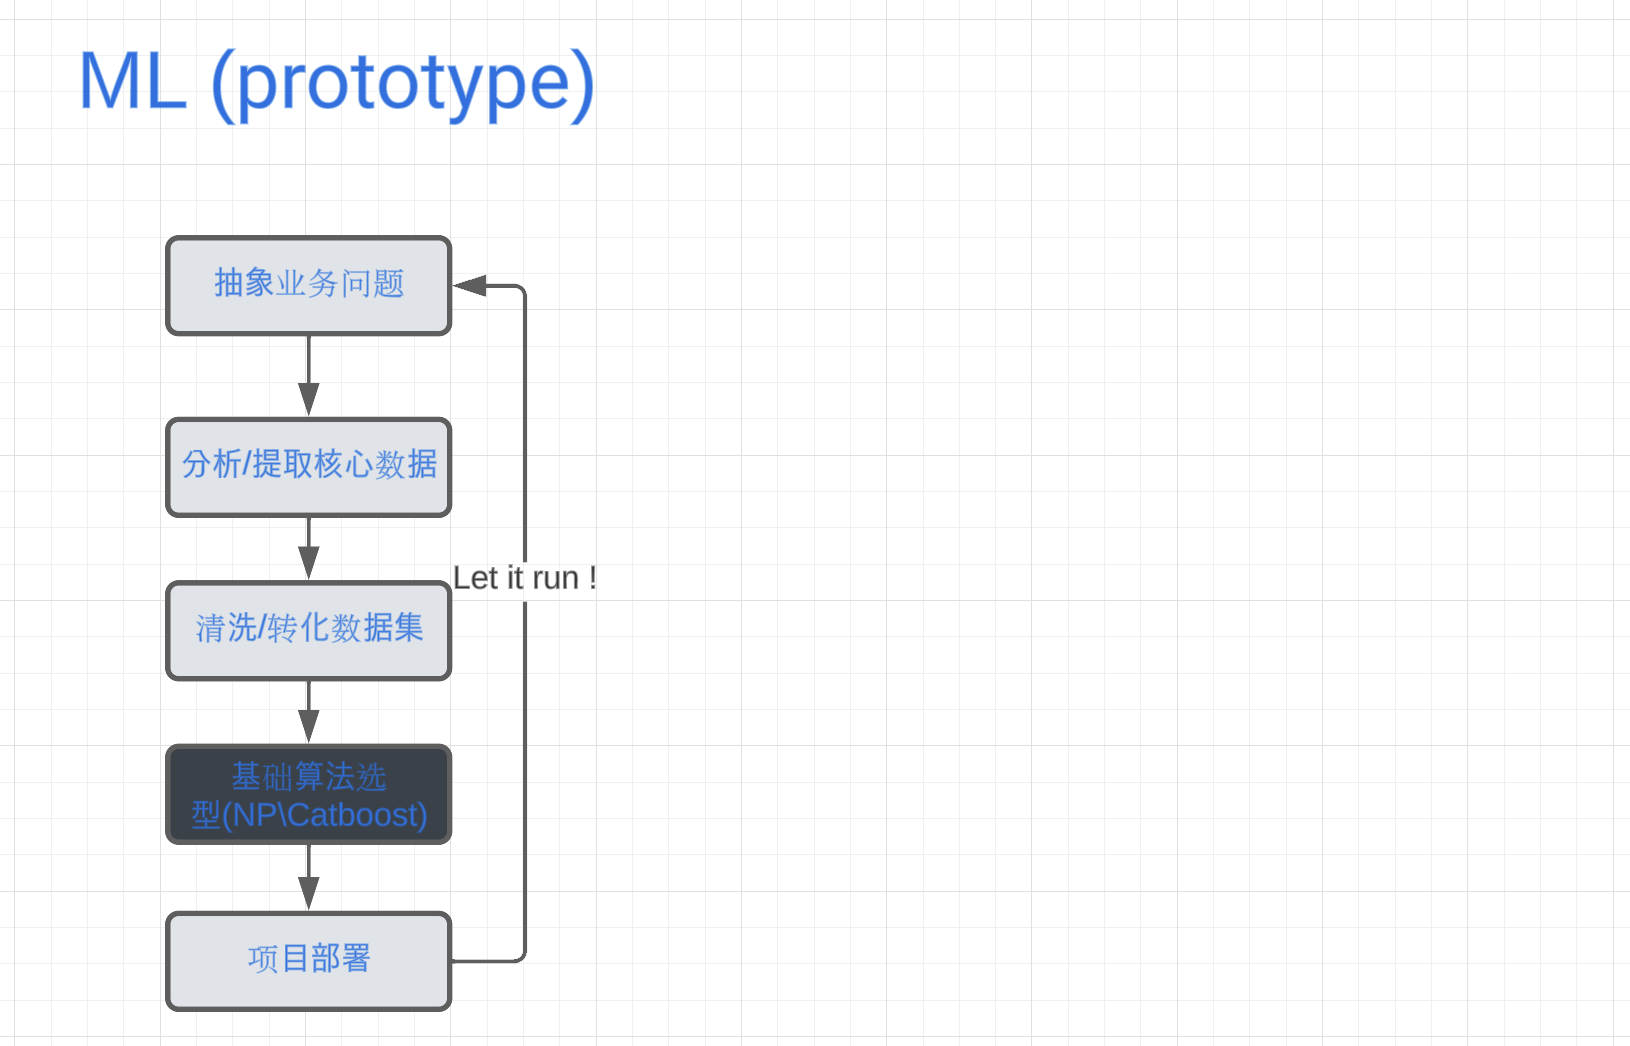 ML (prototype)
抽象业务问题
分析/提取核心数据
Let it run !
清洗/转化数据集
基础算法选
型(NP\Catboost)
项目部署